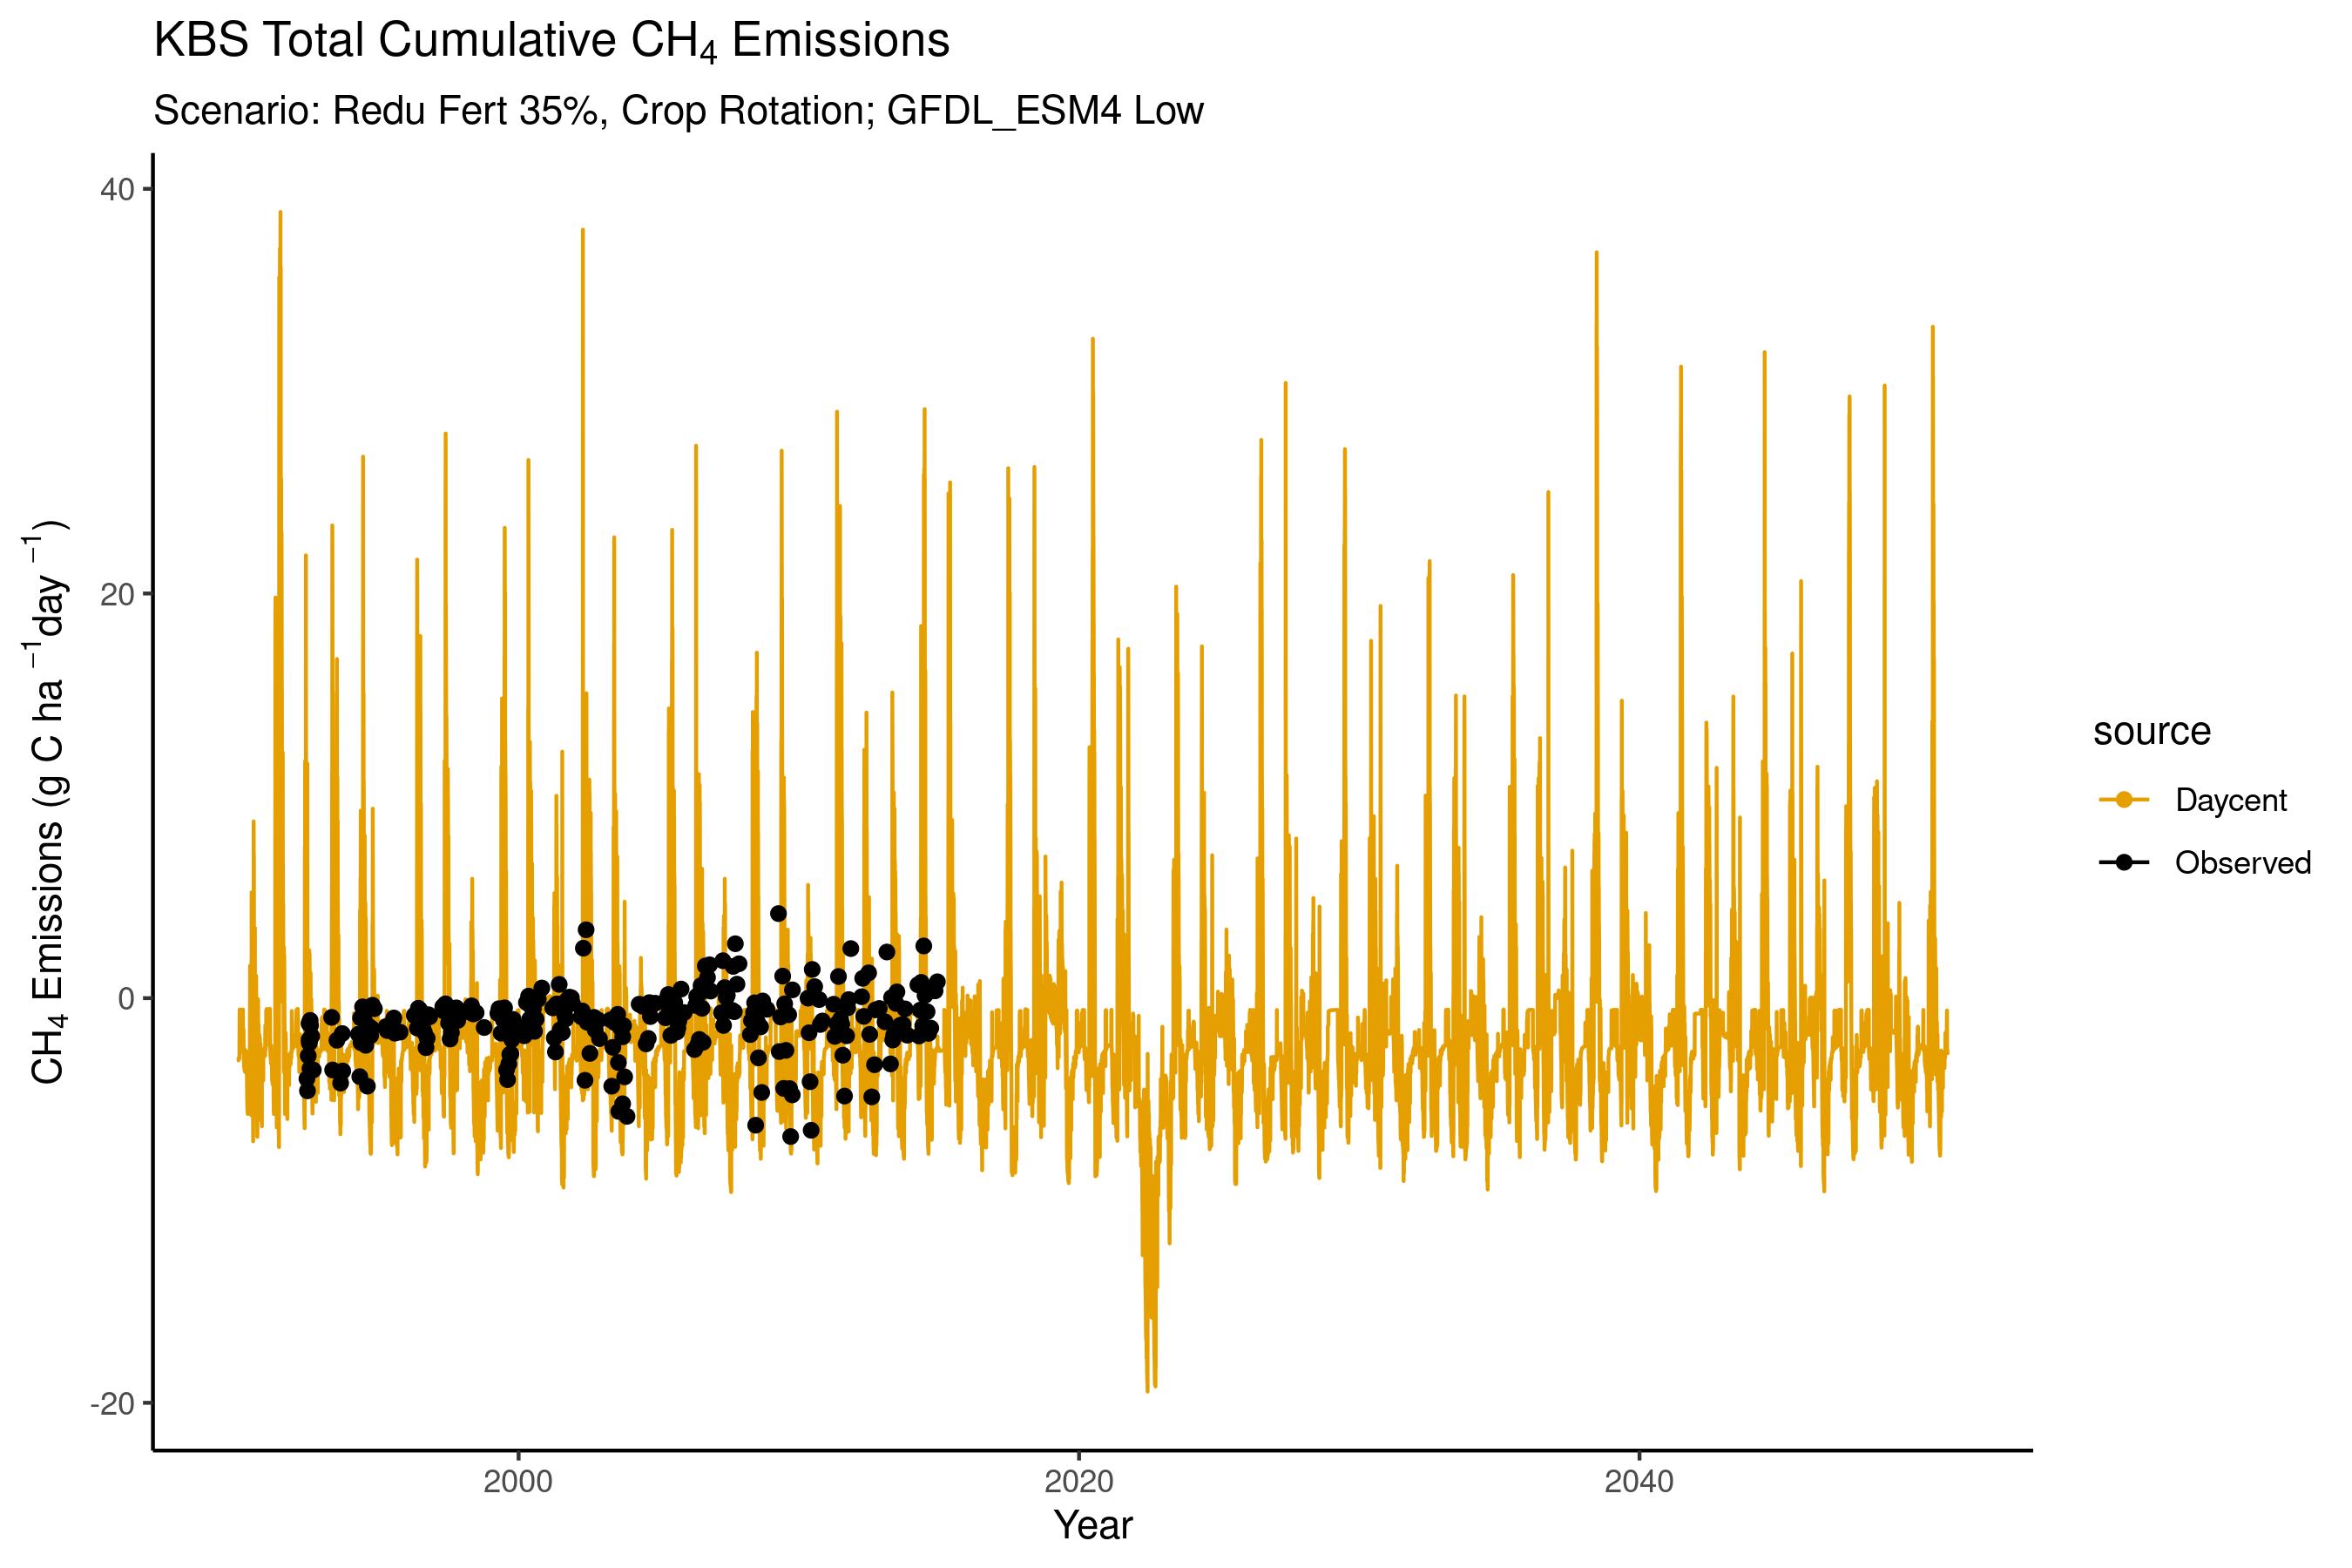 KBS Total Cumulative CH₄ Emissions
Scenario: Redu Fert 35%, Crop Rotation; GFDL_ESM4 Low
CH₄ Emissions (g C ha⁻¹day⁻¹)
40
20
0
-20
2000
2020
2040
Year
source
Daycent
Observed